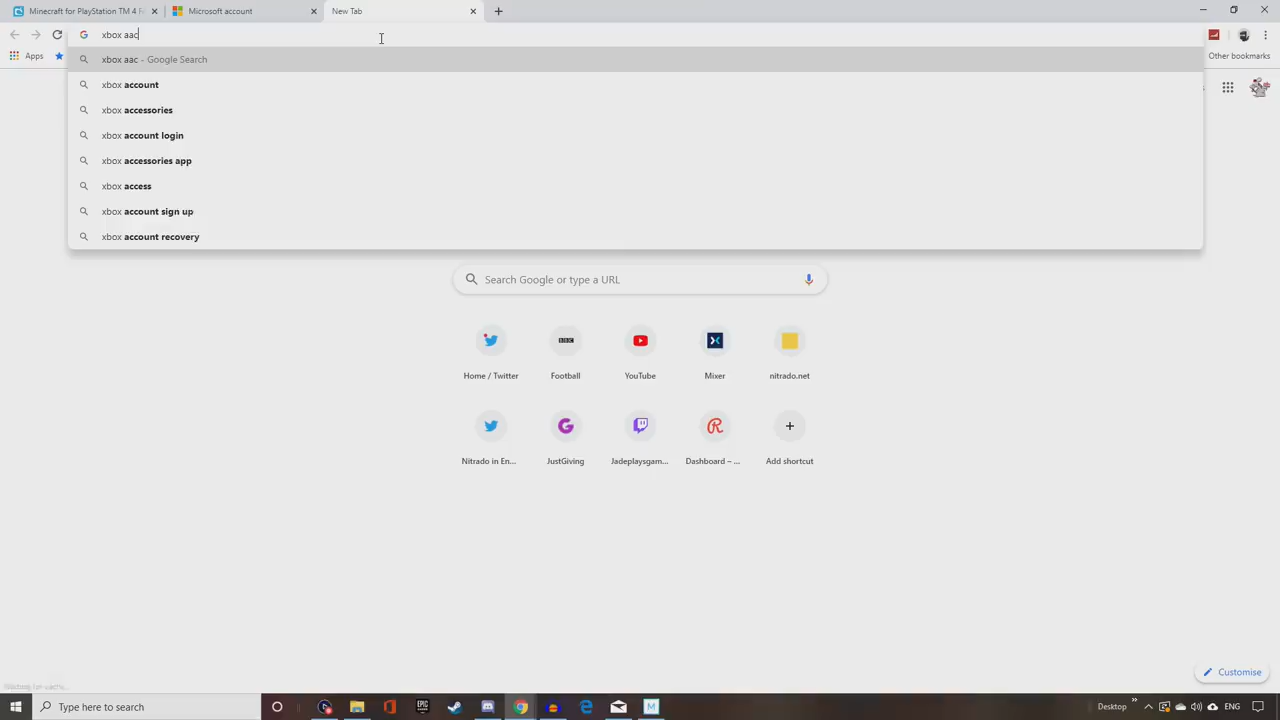 Minecraft for PlayStation TM 4
Microsoft account
New Tab
xbox aac
Apps
Other bookmarks
xbox aac - Google Search
xbox account
xbox accessories
xbox account login
xbox accessories app
xbox access
xbox account sign up
xbox account recovery
Search Google or type a URL
Home / Twitter
BBC
Football
YouTube
Mixer
nitrado.net
Nitrado in En...
JustGiving
Jadeplaysgam...
Dashboard – ...
Add shortcut
Customise
Type here to search
EPIC
Desktop
ENG